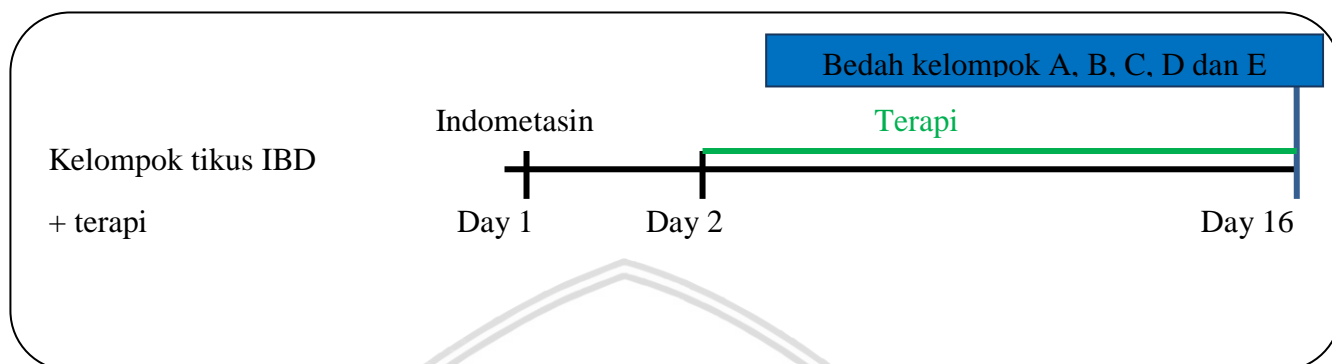 Bedah kelompok A, B, C, D dan E
Indometasin Terapi
Kelompok tikus IBD
+ terapi
Day 1 Day 2 Day 16